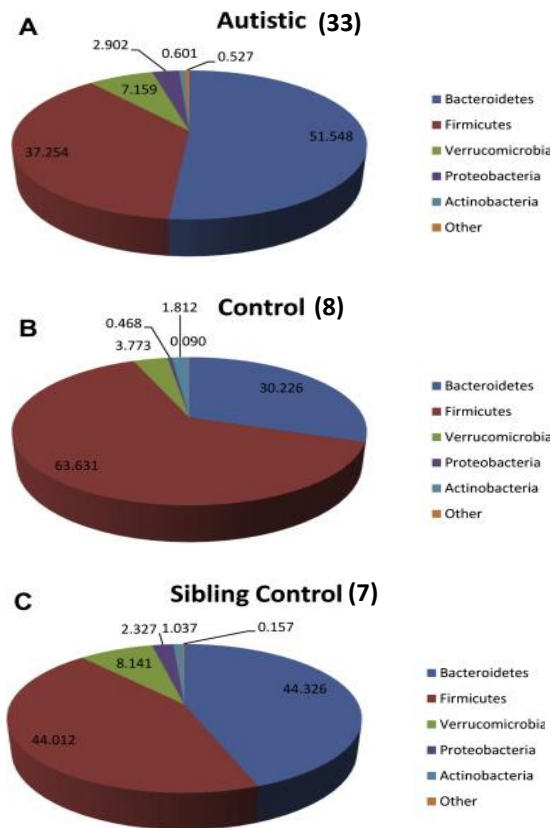 A
Autistic (33)
2.902
0.601
0.527
7.159
51.548
37.254
Bacteroidetes
Firmicutes
Verrucomicrobia
Proteobacteria
Actinobacteria
Other
B
Control (8)
1.812
0.468
0.090
3.773
30.226
63.631
Bacteroidetes
Firmicutes
Verrucomicrobia
Proteobacteria
Actinobacteria
Other
C
Sibling Control (7)
2.327
1.037
0.157
8.141
44.326
44.012
Bacteroidetes
Firmicutes
Verrucomicrobia
Proteobacteria
Actinobacteria
Other